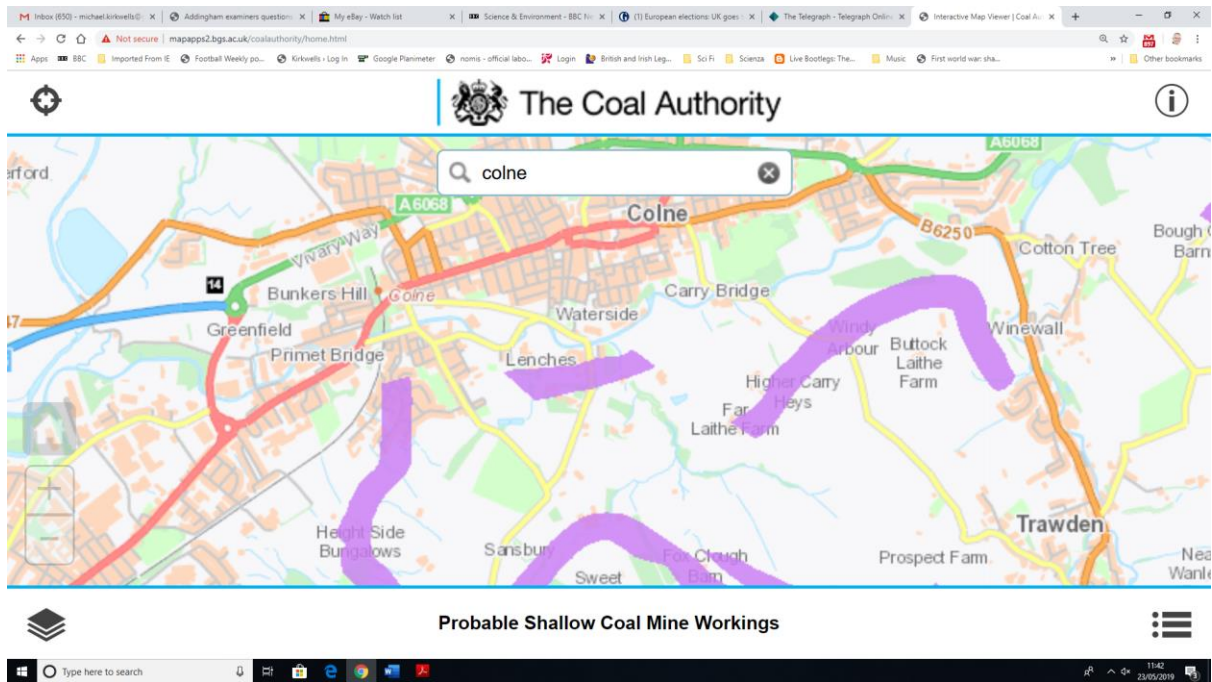 Inbox (650) - michael.kirkwells@
Addingham examiners question
My eBay - Watch list
BBC Science & Environment - BBC N
(1) European elections: UK goes
The Telegraph - Telegraph Onlin
Interactive Map Viewer | Coal Au
Not secure | mapapps2.bgs.ac.uk/coalauthority/home.html
Apps
BBC BBC
Imported From IE
Football Weekly po...
Kirkwells › Log In
Google Planimeter
nomis - official labo...
Login
British and Irish Leg...
Sci Fi
Scienza
Live Bootlegs: The...
Music
First world war: sha...
»
Other bookmarks
The Coal Authority
colne
erford
A6068
A6068
Colne
Vivary Way
B6250
Cotton Tree
Bough
Barn
14
Bunkers Hill
Colne
Carry Bridge
47
Greenfield
Waterside
Windy
Arbour
Winewall
Primet Bridge
Lenches
Buttock
Laithe
Farm
Higher Carry
Heys
Far
Laithe Farm
Height Side
Bungalows
Sansbury
Fox Clough
Barn
Sweet
Prospect Farm
Trawden
Nea
Wanle
Probable Shallow Coal Mine Workings
Type here to search
11:42
23/05/2019